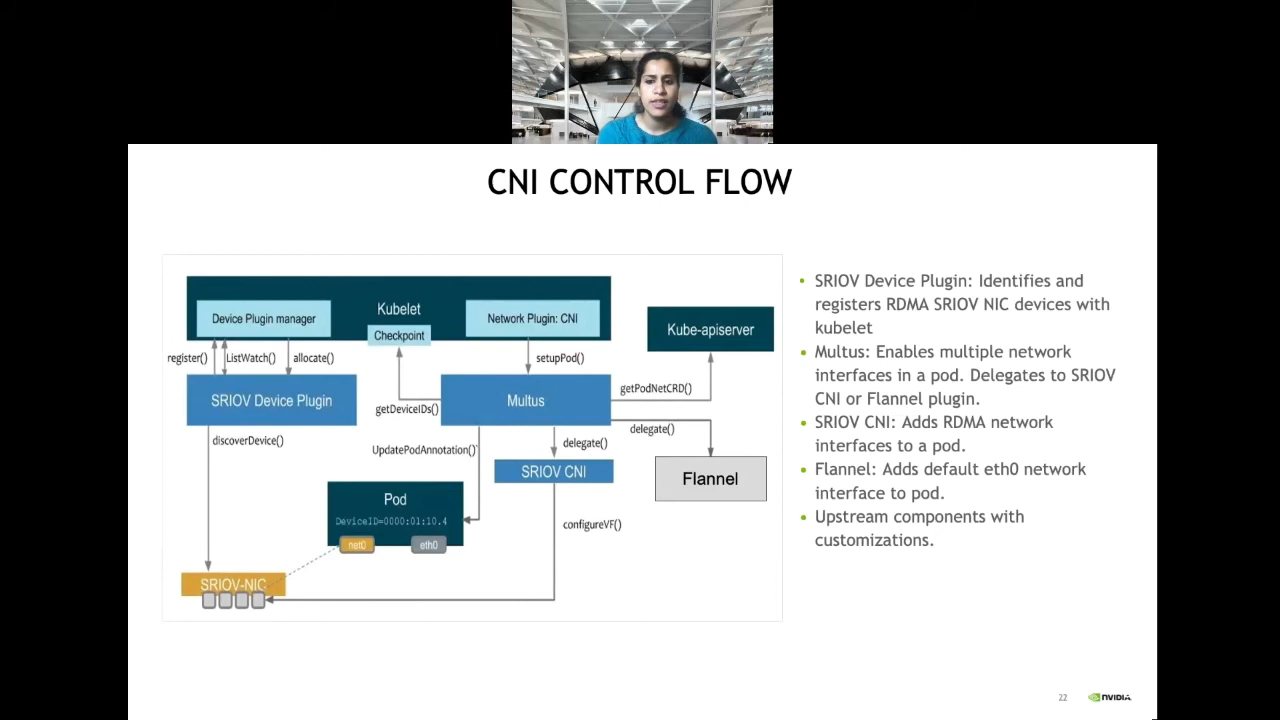 CNI CONTROL FLOW
Kubelet
Device Plugin manager
Network Plugin: CNI
Checkpoint
Kube-apiserver
register()
ListWatch()
allocate()
setupPod()
getPodNetCRD()
SRIOV Device Plugin
Multus
getDeviceIDs()
delegate()
discoverDevice()
UpdatePodAnnotation()
delegate()
SRIOV CNI
Flannel
Pod
DeviceID=0000:01:10.4
net0
eth0
configureVF()
SRIOV-NIC
• SRIOV Device Plugin: Identifies and
registers RDMA SRIOV NIC devices with
kubelet
• Multus: Enables multiple network
interfaces in a pod. Delegates to SRIOV
CNI or Flannel plugin.
• SRIOV CNI: Adds RDMA network
interfaces to a pod.
• Flannel: Adds default eth0 network
interface to pod.
• Upstream components with
customizations.
22
NVIDIA.